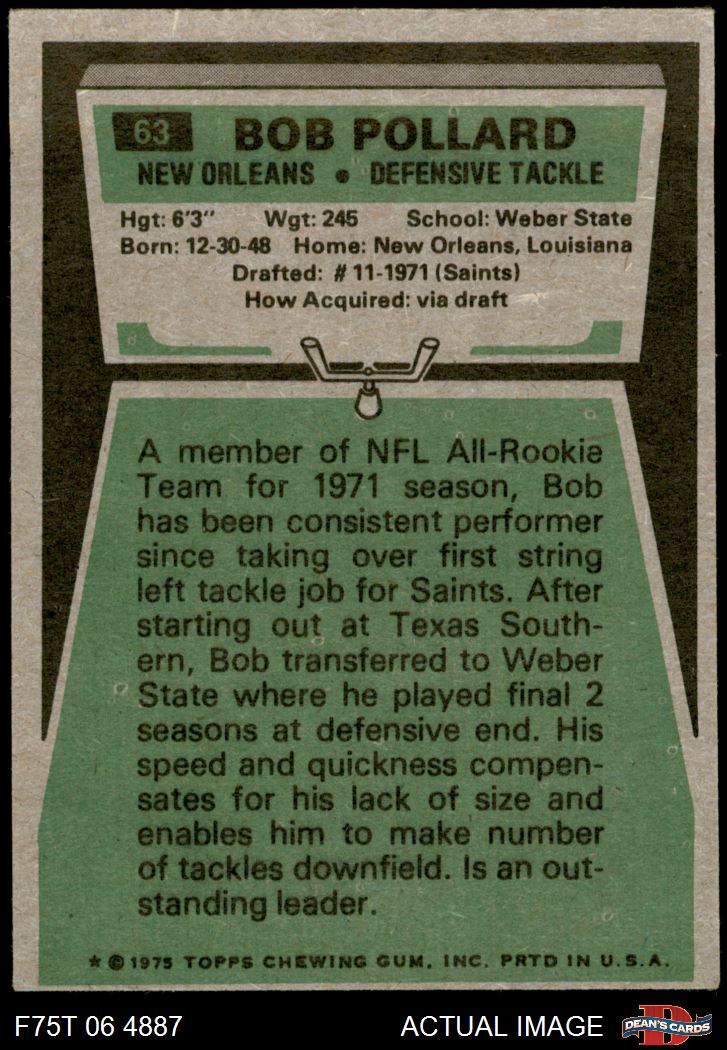 63 BOB POLLARD
NEW ORLEANS • DEFENSIVE TACKLE
Hgt: 6'3" Wgt: 245 School: Weber State
Born: 12-30-48 Home: New Orleans, Louisiana
Drafted: #11-1971 (Saints)
How Acquired: via draft
A member of NFL All-Rookie
Team for 1971 season, Bob
has been consistent performer
since taking over first string
left tackle job for Saints. After
starting out at Texas South-
ern, Bob transferred to Weber
State where he played final 2
seasons at defensive end. His
speed and quickness compen-
sates for his lack of size and
enables him to make number
of tackles downfield. Is an out-
standing leader.
* © 1975 TOPPS CHEWING GUM, INC. PRTD IN U.S.A.
F75T 06 4887 ACTUAL IMAGE D DEAN'S CARDS